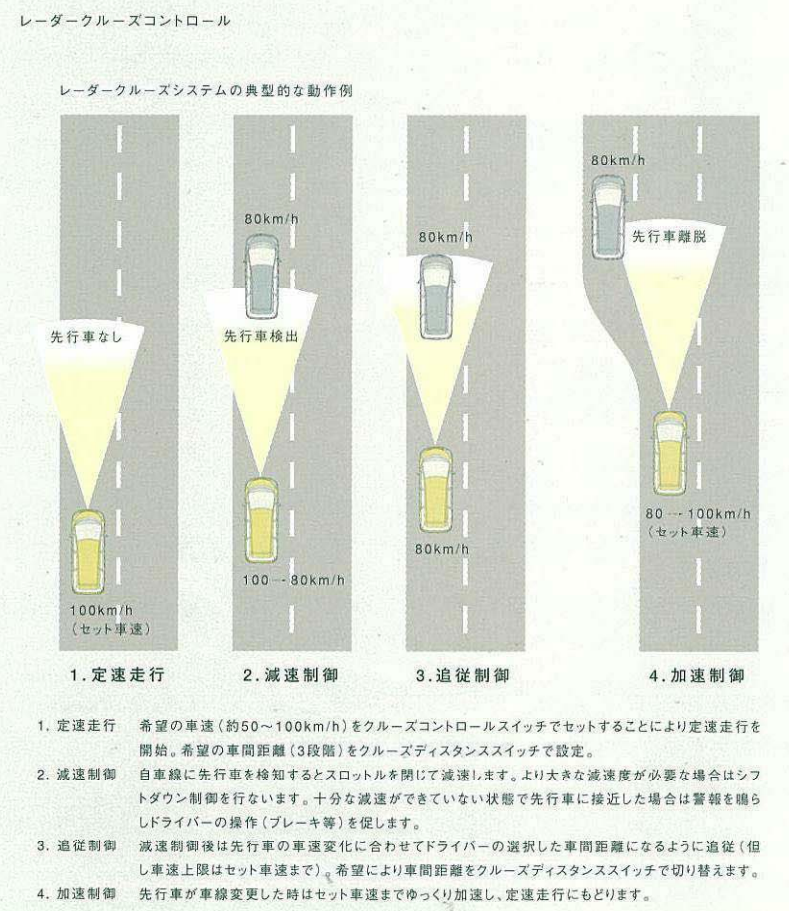 レーダークルーズコントロール
レーダークルーズシステムの典型的な動作例
80km/h
80km/h
80km/h
先行車なし
先行車検出
先行車離脱
100km/h
（セット車速）
100…80km/h
80km/h
80…100km/h
（セット車速）
1.定速走行
2.減速制御
3.追従制御
4.加速制御
1. 定速走行 希望の車速（約50～100km/h）をクルーズコントロールスイッチでセットすることにより定速走行を
開始。希望の車間距離（3段階）をクルーズディスタンススイッチで設定。
2. 減速制御 自車線に先行車を検知するとスロットルを閉じて減速します。より大きな減速度が必要な場合はシフ
トダウン制御を行ないます。十分な減速ができていない状態で先行車に接近した場合は警報を鳴ら
しドライバーの操作（ブレーキ等）を促します。
3. 追従制御 減速制御後は先行車の車速変化に合わせてドライバーの選択した車間距離になるように追従（但
し車速上限はセット車速まで）。希望により車間距離をクルーズディスタンススイッチで切り替えます。
4. 加速制御 先行車が車線変更した時はセット車速までゆっくり加速し、定速走行にもどります。